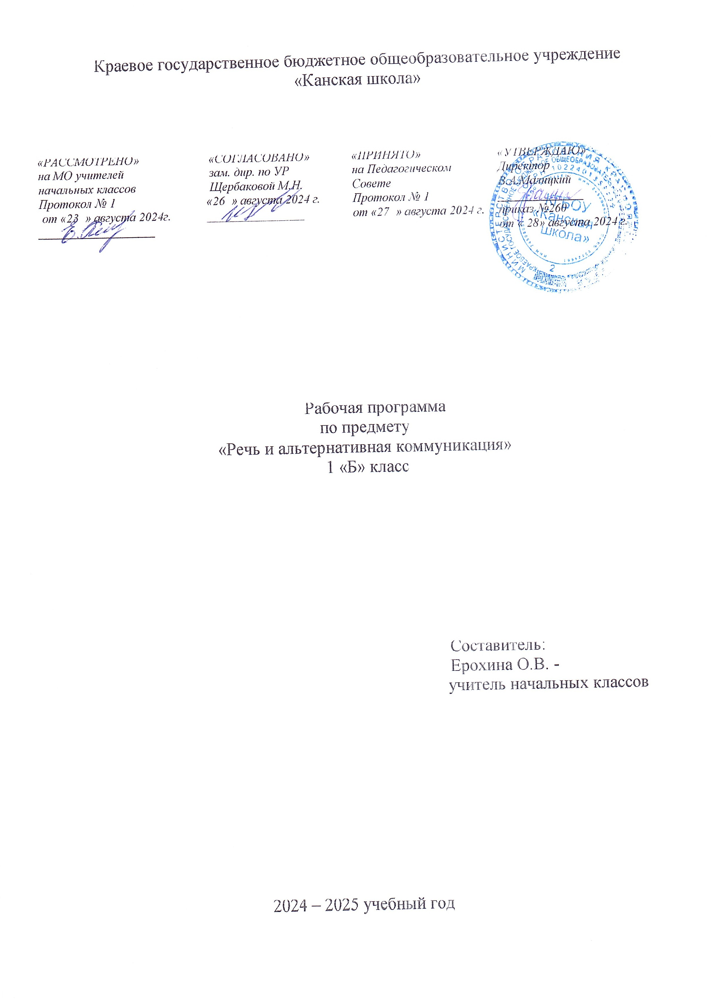 Краевое государственное бюджетное общеобразовательное учреждение
«Канская школа»
«РАССМОТРЕНО»
на МО учителей
начальных классов
Протокол № 1
от «23 » августа 2024г.
«СОГЛАСОВАНО»
зам. дир. по УР
Щербаковой М.Н.
«26 » августа 2024 г.
«ПРИНЯТО»
на Педагогическом
Совете
Протокол № 1
от «27 » августа 2024 г.
«УТВЕРЖДАЮ»
Директор
В.А.Малицкий
приказ №260
от « 28» августа 2024 г.
«Канская
школа»
2
Рабочая программа
по предмету
«Речь и альтернативная коммуникация»
1 «Б» класс
Составитель:
Ерохина О.В. -
учитель начальных классов
2024 – 2025 учебный год